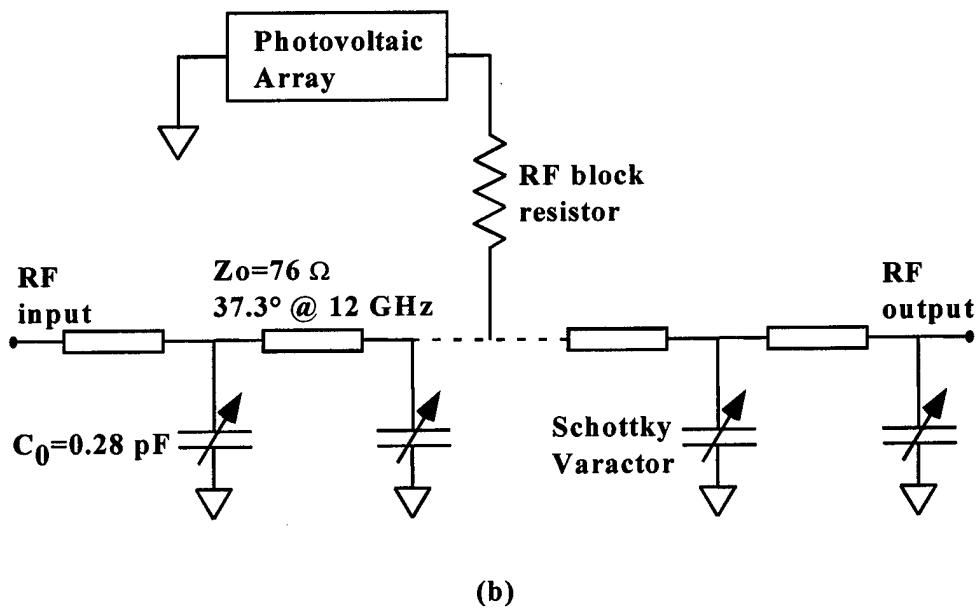 Photovoltaic
Array
RF block
resistor
RF
input
Zo=76 Ω
37.3° @ 12 GHz
RF
output
C0=0.28 pF
Schottky
Varactor
(b)